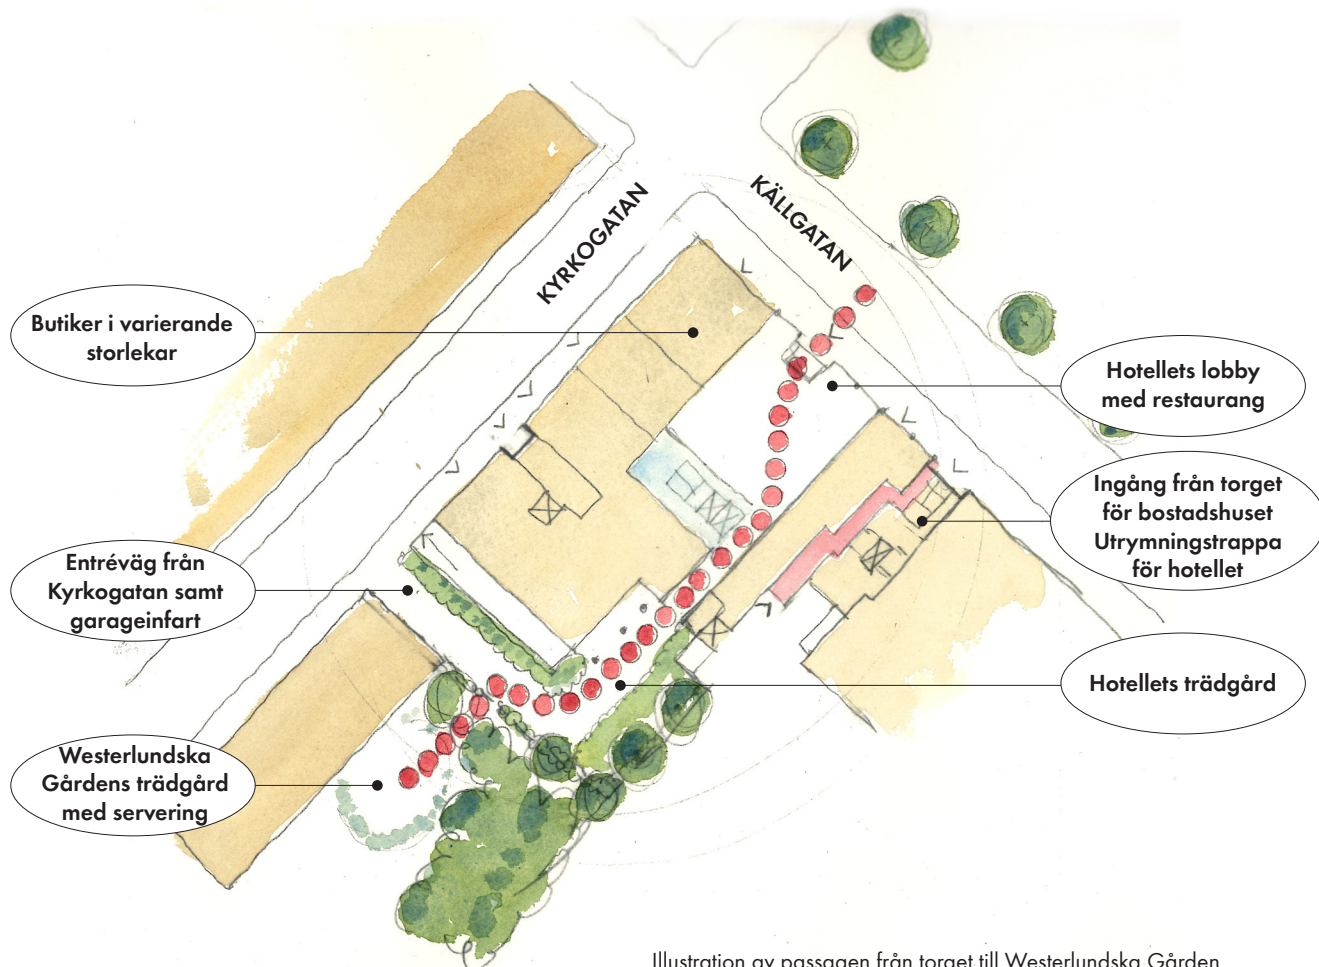 KYRKOGATAN
KÄLLGATAN
Butiker i varierande
storlekar
Entréväg från
Kyrkogatan samt
garageinfart
Westerlundska
Gårdens trädgård
med servering
Hotellets lobby
med restaurang
Ingång från torget
för bostadshuset
Utrymningstrappa
för hotellet
Hotellets trädgård
Illustration av passagen från torget till Westerlundska Gården